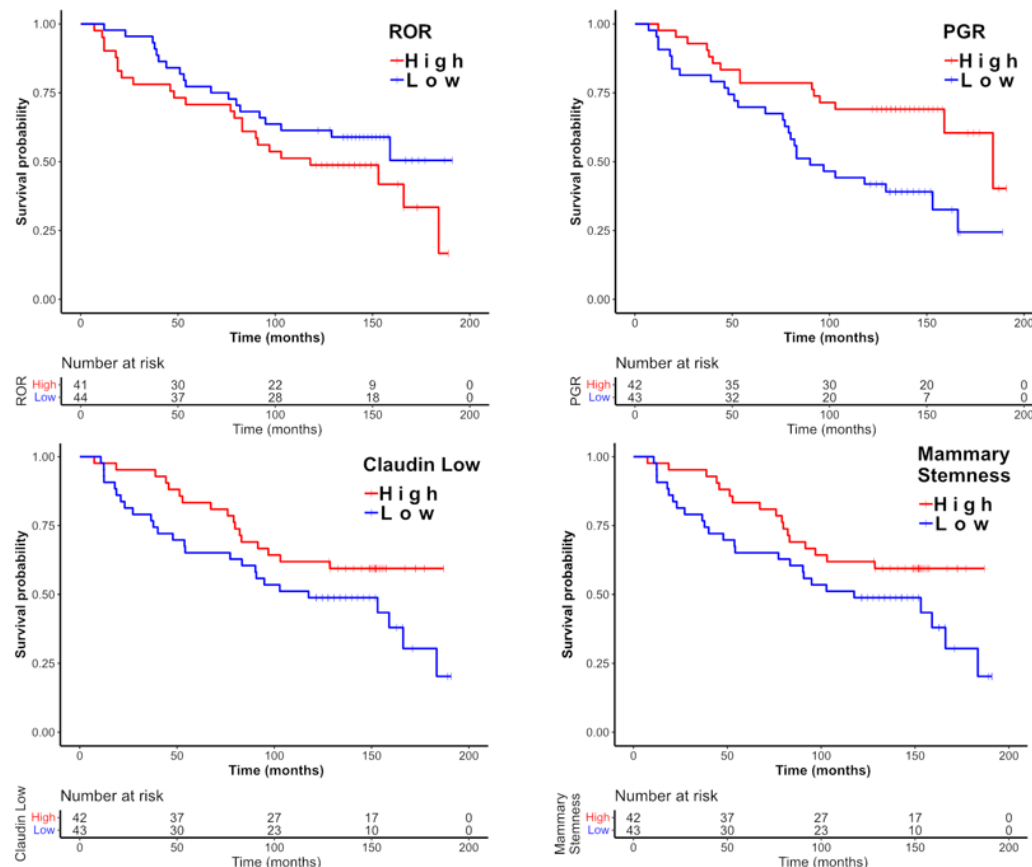 ROR
High
Low
1.00
0.75
0.50
0.25
0.00
Survival probability
0 50 100 150 200
Time (months)
Number at risk
ROR
High 41 30 22 9 0
Low 44 37 28 18 0
0 50 100 150 200
Time (months)
PGR
High
Low
1.00
0.75
0.50
0.25
0.00
Survival probability
0 50 100 150 200
Time (months)
Number at risk
PGR
High 42 35 30 20 0
Low 43 32 20 7 0
0 50 100 150 200
Time (months)
Claudin Low
High
Low
1.00
0.75
0.50
0.25
0.00
Survival probability
0 50 100 150 200
Time (months)
Number at risk
Claudin Low
High 42 37 27 17 0
Low 43 30 23 10 0
0 50 100 150 200
Time (months)
Mammary
Stemness
High
Low
1.00
0.75
0.50
0.25
0.00
Survival probability
0 50 100 150 200
Time (months)
Number at risk
Mammary
Stemness
High 42 37 27 17 0
Low 43 30 23 10 0
0 50 100 150 200
Time (months)